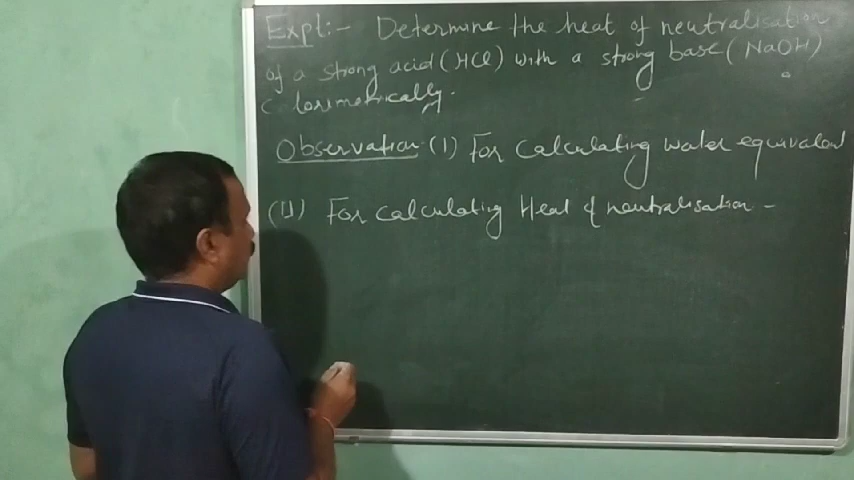 Expt:- Determine the heat of neutralisation
of a strong acid (HCl) with a strong base (NaOH)
Calorimetrically.
Observation: (I) For calculating water equivalent
(II) For calculating Heat of neutralisation -